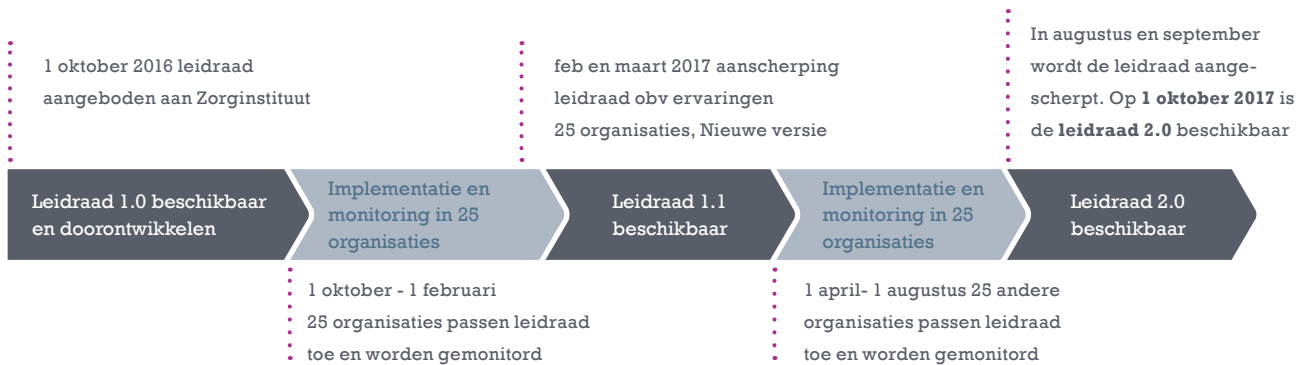 1 oktober 2016 leidraad
aangeboden aan Zorginstituut
feb en maart 2017 aanscherping
leidraad obv ervaringen
25 organisaties, Nieuwe versie
In augustus en september
wordt de leidraad aange-
scherpt. Op 1 oktober 2017 is
de leidraad 2.0 beschikbaar
Leidraad 1.0 beschikbaar
en doorontwikkelen
Implementatie en
monitoring in 25
organisaties
Leidraad 1.1
beschikbaar
Implementatie en
monitoring in 25
organisaties
Leidraad 2.0
beschikbaar
1 oktober - 1 februari
25 organisaties passen leidraad
toe en worden gemonitord
1 april- 1 augustus 25 andere
organisaties passen leidraad
toe en worden gemonitord